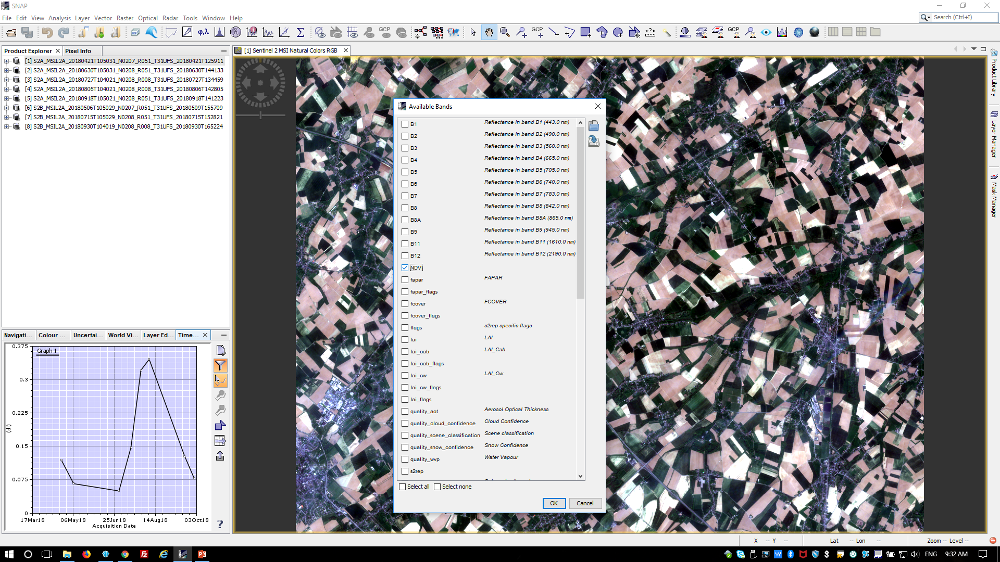 SNAP
File Edit View Analysis Layer Vector Raster Optical Radar Tools Window Help
Search (Ctrl+I)
φ,λ GCP GCP GCP
Product Explorer Pixel Info
[1] Sentinel 2 MSI Natural Colors RGB
[1] S2A_MSIL2A_20180421T105031_N0207_R051_T31UFS_20180421T125911
[2] S2A_MSIL2A_20180630T105031_N0208_R051_T31UFS_20180630T144133
[3] S2A_MSIL2A_20180727T104021_N0208_R008_T31UFS_20180727T134459
[4] S2A_MSIL2A_20180806T104021_N0208_R008_T31UFS_20180806T142805
[5] S2A_MSIL2A_20180918T105021_N0208_R051_T31UFS_20180918T141223
[6] S2B_MSIL2A_20180506T105029_N0207_R051_T31UFS_20180509T155709
[7] S2B_MSIL2A_20180715T105029_N0208_R051_T31UFS_20180715T152821
[8] S2B_MSIL2A_20180930T104019_N0208_R008_T31UFS_20180930T165224
Product Library
Layer Manager
Mask Manager
Available Bands
B1 Reflectance in band B1 (443.0 nm)
B2 Reflectance in band B2 (490.0 nm)
B3 Reflectance in band B3 (560.0 nm)
B4 Reflectance in band B4 (665.0 nm)
B5 Reflectance in band B5 (705.0 nm)
B6 Reflectance in band B6 (740.0 nm)
B7 Reflectance in band B7 (783.0 nm)
B8 Reflectance in band B8 (842.0 nm)
B8A Reflectance in band B8A (865.0 nm)
B9 Reflectance in band B9 (945.0 nm)
B11 Reflectance in band B11 (1610.0 nm)
B12 Reflectance in band B12 (2190.0 nm)
NDVI
fapar FAPAR
fapar_flags
fcover FCOVER
fcover_flags
flags s2rep specific flags
lai LAI
lai_cab LAI_Cab
lai_cab_flags
lai_cw LAI_Cw
lai_cw_flags
lai_flags
quality_aot Aerosol Optical Thickness
quality_cloud_confidence Cloud Confidence
quality_scene_classification Scene classification
quality_snow_confidence Snow Confidence
quality_wvp Water Vapour
s2rep
Select all Select none
OK Cancel
Navigati... Colour ... Uncertai... World Vi... Layer Ed... Time...
Graph 1
0.375
0.3
0.225
0.15
0.075
0
(dl)
17Mar18 06May18 25Jun18 14Aug18 03Oct18
Acquisition Date
X -- Y -- Lat -- Lon -- Zoom -- Level --
ENG 9:32 AM